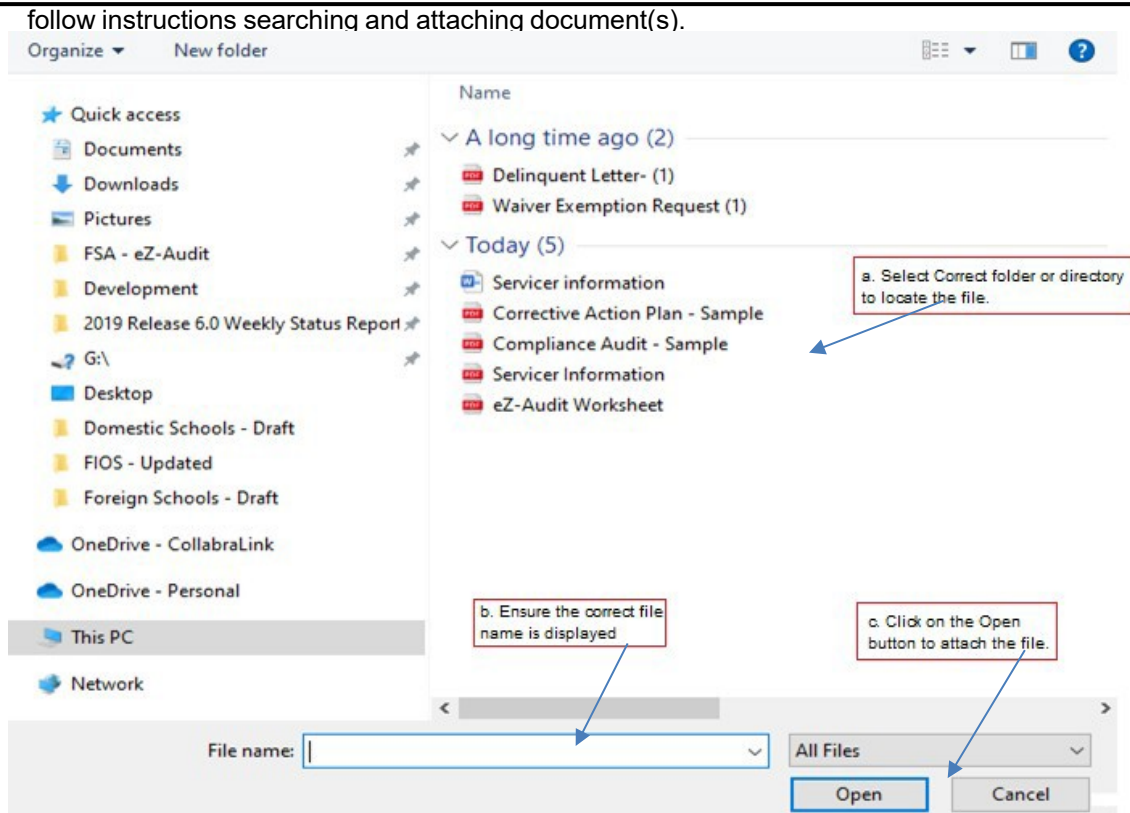 follow instructions searching and attaching document(s).
Organize New folder
Quick access
Documents
Downloads
Pictures
FSA - eZ-Audit
Development
2019 Release 6.0 Weekly Status Report
G:\
Desktop
Domestic Schools - Draft
FIOS - Updated
Foreign Schools - Draft
OneDrive - CollabraLink
OneDrive - Personal
This PC
Network
Name
A long time ago (2)
Delinquent Letter- (1)
Waiver Exemption Request (1)
Today (5)
Servicer information
Corrective Action Plan - Sample
Compliance Audit - Sample
Servicer Information
eZ-Audit Worksheet
a. Select Correct folder or directory
to locate the file.
b. Ensure the correct file
name is displayed
c. Click on the Open
button to attach the file.
File name:
All Files
Open Cancel